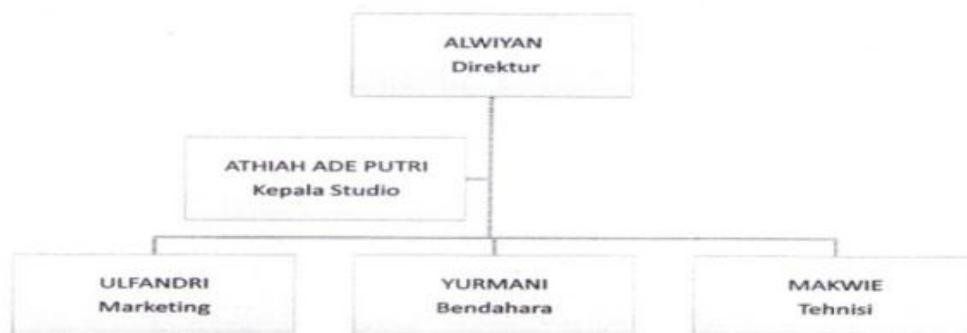 ALWIYAN
Direktur
ATHIAH ADE PUTRI
Kepala Studio
ULFANDRI
Marketing
YURMANI
Bendahara
MAKWIE
Tehnisi